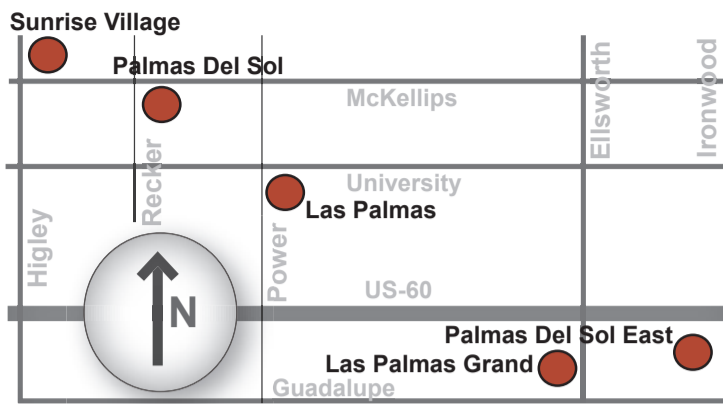 Sunrise Village
Palmas Del Sol
McKellips
Ellsworth
Ironwood
Recker
University
Las Palmas
Higley
Power
US-60
N
Palmas Del Sol East
Las Palmas Grand
Guadalupe